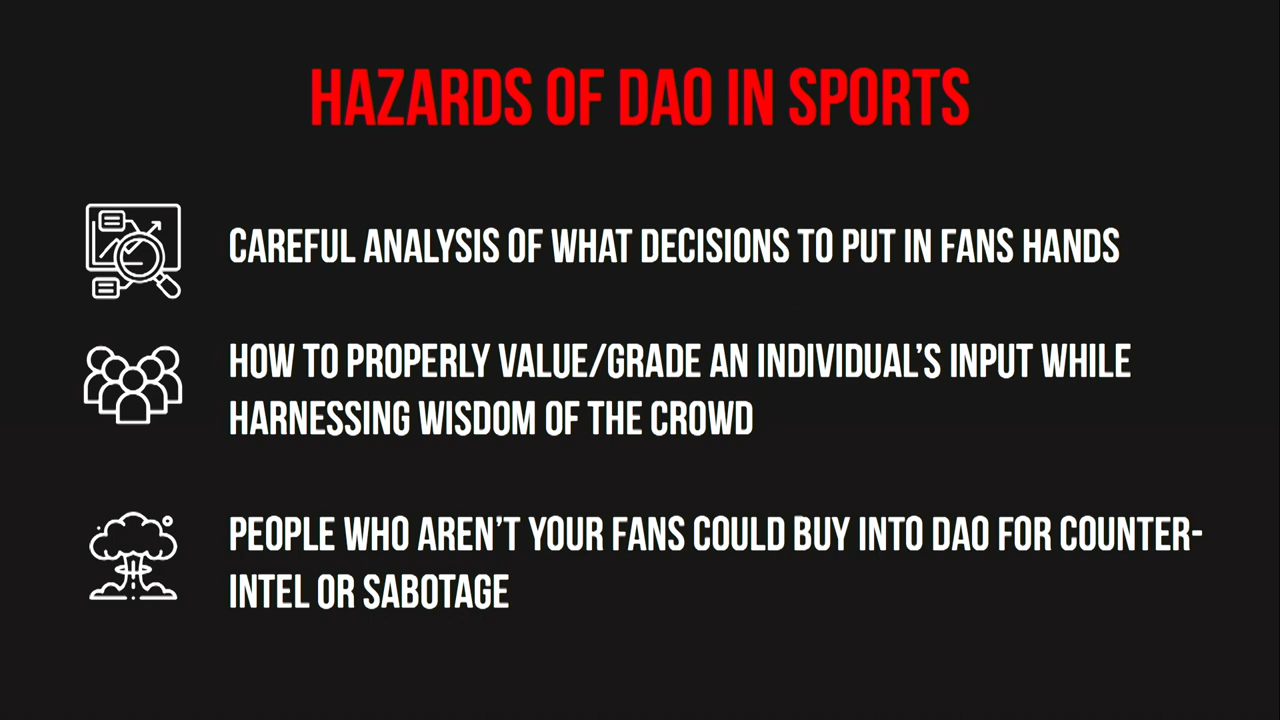 HAZARDS OF DAO IN SPORTS
CAREFUL ANALYSIS OF WHAT DECISIONS TO PUT IN FANS HANDS
HOW TO PROPERLY VALUE/GRADE AN INDIVIDUAL'S INPUT WHILE
HARNESSING WISDOM OF THE CROWD
PEOPLE WHO AREN'T YOUR FANS COULD BUY INTO DAO FOR COUNTER-
INTEL OR SABOTAGE